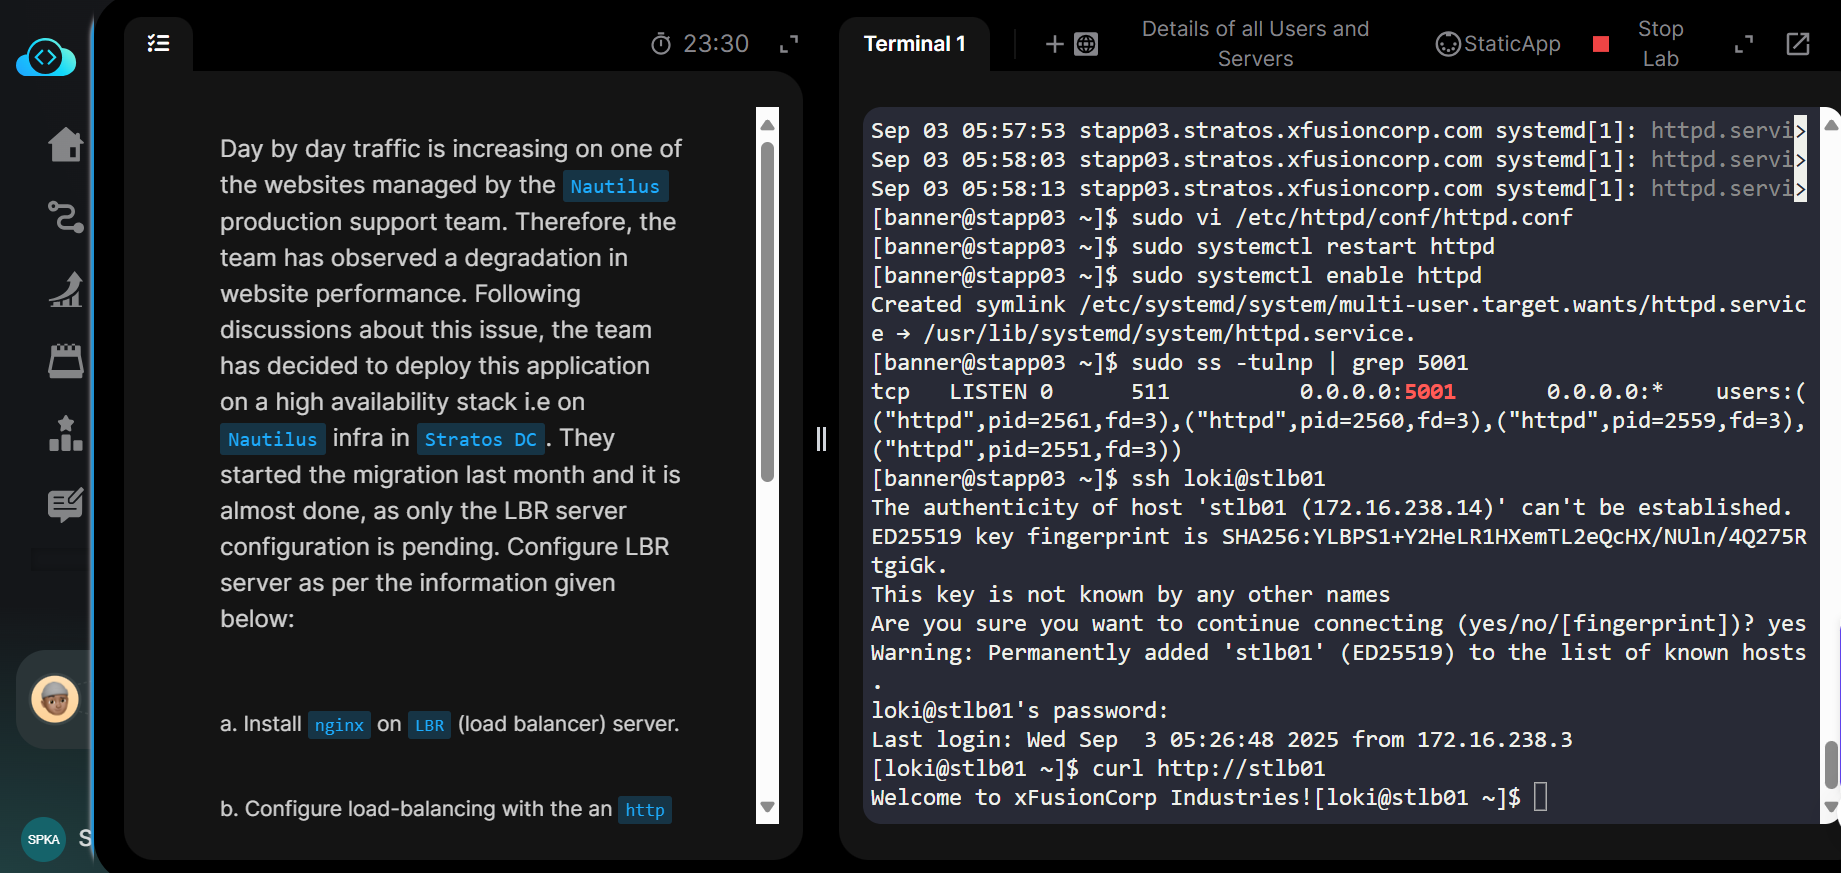 23:30
Day by day traffic is increasing on one of
the websites managed by the Nautilus
production support team. Therefore, the
team has observed a degradation in
website performance. Following
discussions about this issue, the team
has decided to deploy this application
on a high availability stack i.e on
Nautilus infra in Stratos DC. They
started the migration last month and it is
almost done, as only the LBR server
configuration is pending. Configure LBR
server as per the information given
below:
a. Install nginx on LBR (load balancer) server.
b. Configure load-balancing with the an http
SPKA S
Terminal 1
Details of all Users and
Servers
StaticApp
Stop
Lab
Sep 03 05:57:53 stapp03.stratos.xfusioncorp.com systemd[1]: httpd.servi>
Sep 03 05:58:03 stapp03.stratos.xfusioncorp.com systemd[1]: httpd.servi>
Sep 03 05:58:13 stapp03.stratos.xfusioncorp.com systemd[1]: httpd.servi>
[banner@stapp03 ~]$ sudo vi /etc/httpd/conf/httpd.conf
[banner@stapp03 ~]$ sudo systemctl restart httpd
[banner@stapp03 ~]$ sudo systemctl enable httpd
Created symlink /etc/systemd/system/multi-user.target.wants/httpd.servic
e → /usr/lib/systemd/system/httpd.service.
[banner@stapp03 ~]$ sudo ss -tulnp | grep 5001
tcp   LISTEN 0      511          0.0.0.0:5001       0.0.0.0:*    users:(
("httpd",pid=2561,fd=3),("httpd",pid=2560,fd=3),("httpd",pid=2559,fd=3),
("httpd",pid=2551,fd=3))
[banner@stapp03 ~]$ ssh loki@stlb01
The authenticity of host 'stlb01 (172.16.238.14)' can't be established.
ED25519 key fingerprint is SHA256:YLBPS1+Y2HeLR1HXemTL2eQcHX/NUln/4Q275R
tgiGk.
This key is not known by any other names
Are you sure you want to continue connecting (yes/no/[fingerprint])? yes
Warning: Permanently added 'stlb01' (ED25519) to the list of known hosts
.
loki@stlb01's password:
Last login: Wed Sep  3 05:26:48 2025 from 172.16.238.3
[loki@stlb01 ~]$ curl http://stlb01
Welcome to xFusionCorp Industries![loki@stlb01 ~]$